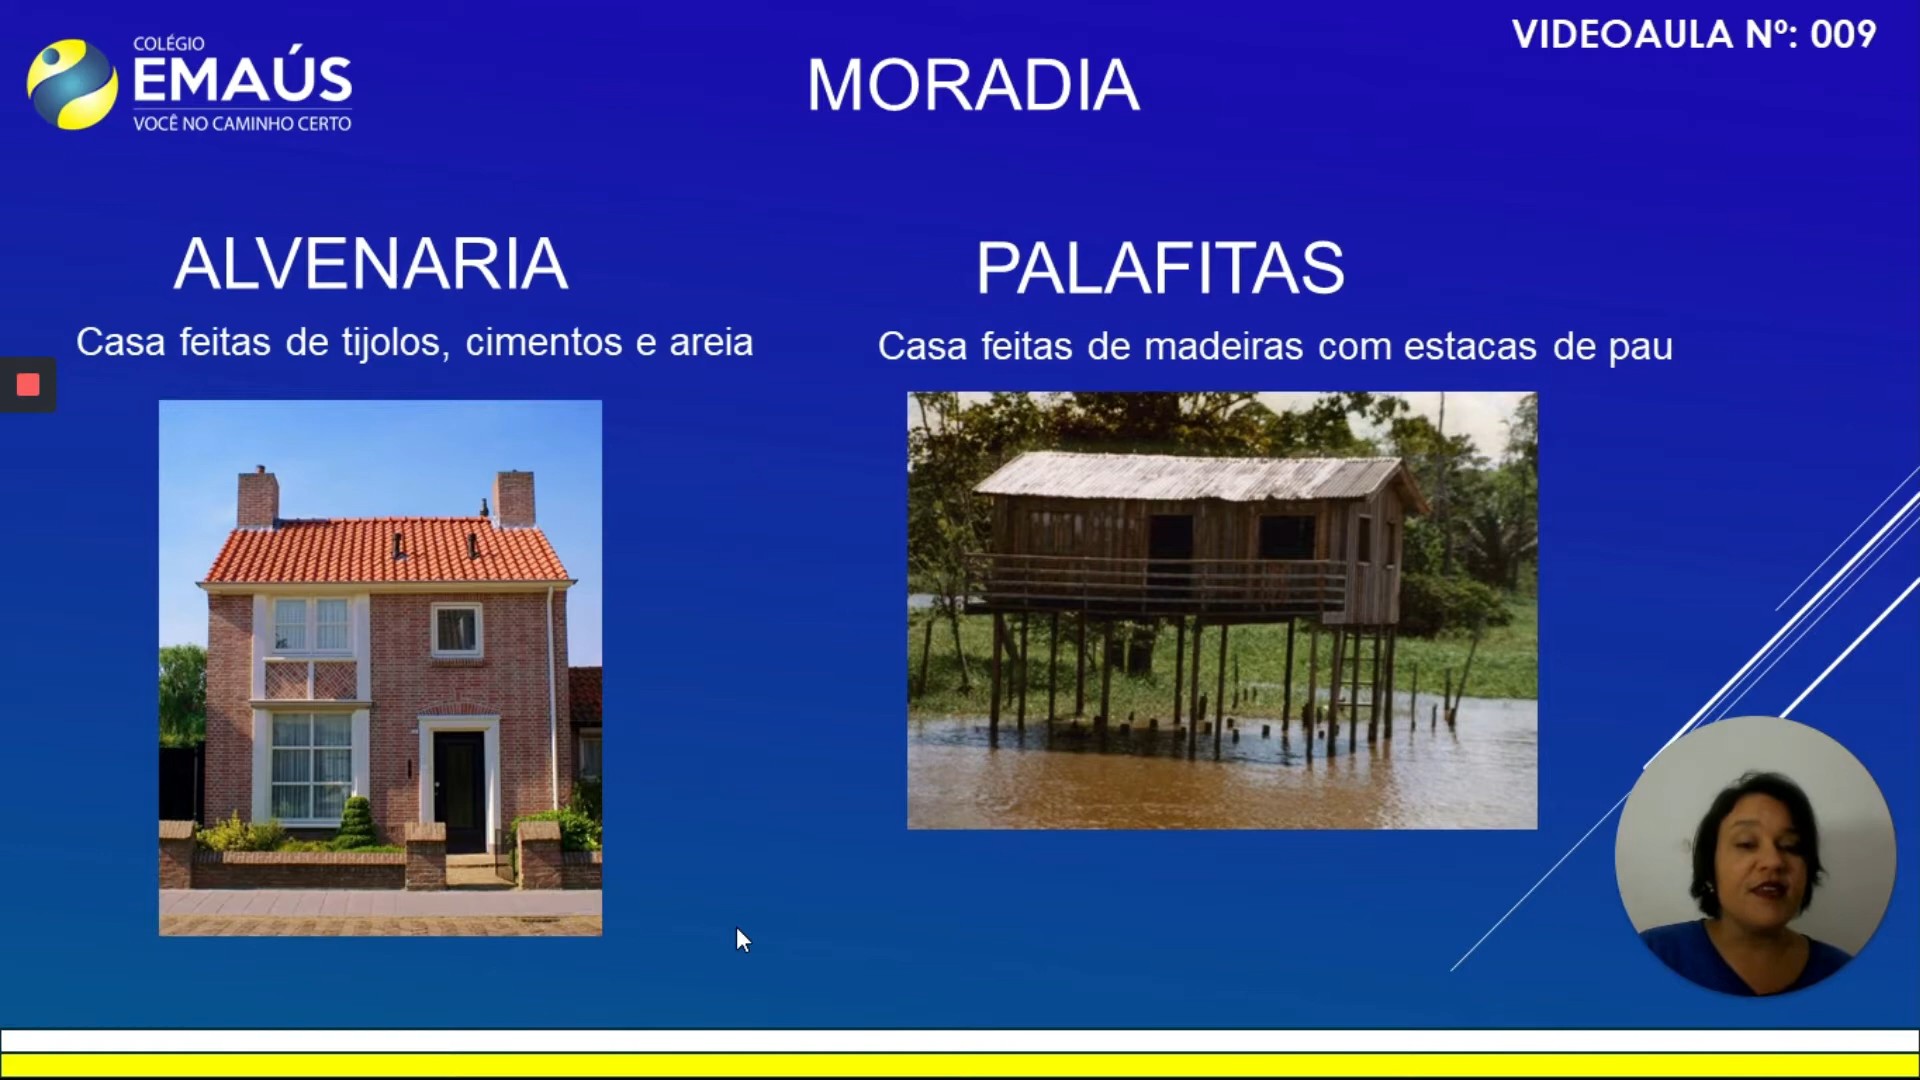 COLÉGIO
EMAÚS
VOCÊ NO CAMINHO CERTO
VIDEOAULA Nº: 009
MORADIA
ALVENARIA
Casa feitas de tijolos, cimentos e areia
PALAFITAS
Casa feitas de madeiras com estacas de pau